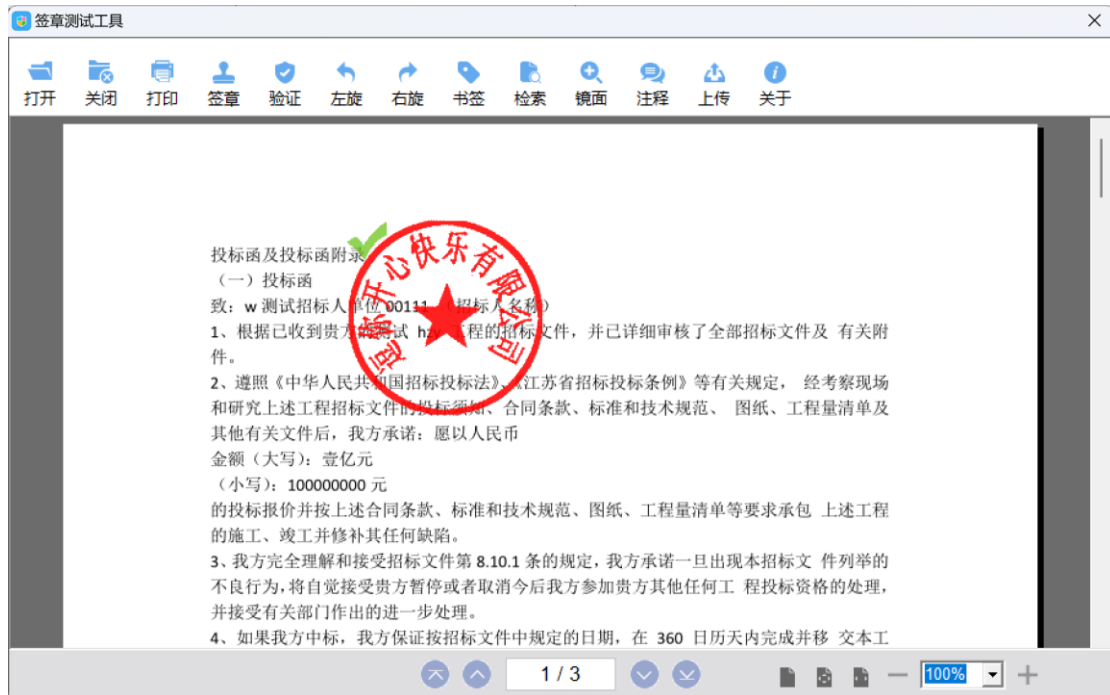 签章测试工具
打开 关闭 打印 签章 验证 左旋 右旋 书签 检索 镜面 注释 上传 关于
投标函及投标函附录
（一）投标函
致：w 测试招标人单位 00111 （招标人名称）
1、根据已收到贵方的测试 hzy 工程的招标文件，并已详细审核了全部招标文件及 有关附
件。
2、遵照《中华人民共和国招标投标法》、《江苏省招标投标条例》等有关规定， 经考察现场
和研究上述工程招标文件的投标须知、合同条款、标准和技术规范、 图纸、工程量清单及
其他有关文件后，我方承诺：愿以人民币
金额（大写）：壹亿元
（小写）：100000000 元
的投标报价并按上述合同条款、标准和技术规范、图纸、工程量清单等要求承包 上述工程
的施工、竣工并修补其任何缺陷。
3、我方完全理解和接受招标文件第 8.10.1 条的规定，我方承诺一旦出现本招标文 件列举的
不良行为，将自觉接受贵方暂停或者取消今后我方参加贵方其他任何工 程投标资格的处理，
并接受有关部门作出的进一步处理。
4、如果我方中标，我方保证按招标文件中规定的日期，在 360 日历天内完成并移 交本工
开心快乐有限公司
1 / 3
100%